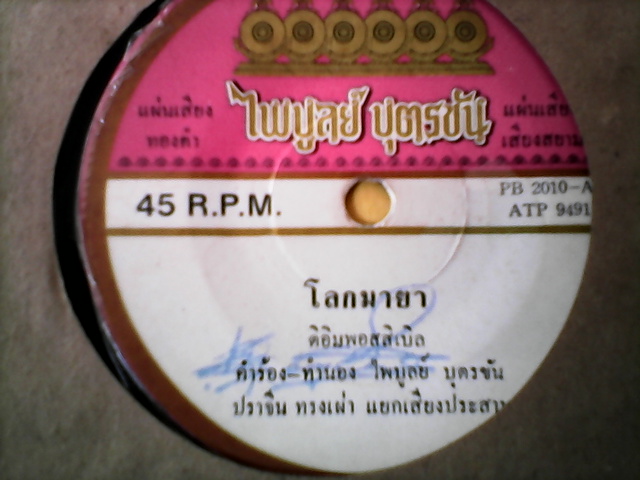 แผ่นเสียง
ทองคำ
ไพบูลย์ บุตรขัน
แผ่นเสีย
เสียงสยาม
45 R.P.M.
PB 2010-A
ATP 9491
โลกมายา
ดิอิมพอสสิเบิล
คำร้อง-ทำนอง ไพบูลย์ บุตรขัน
ปราจิน ทรงเผ่า แยกเสียงประสาน